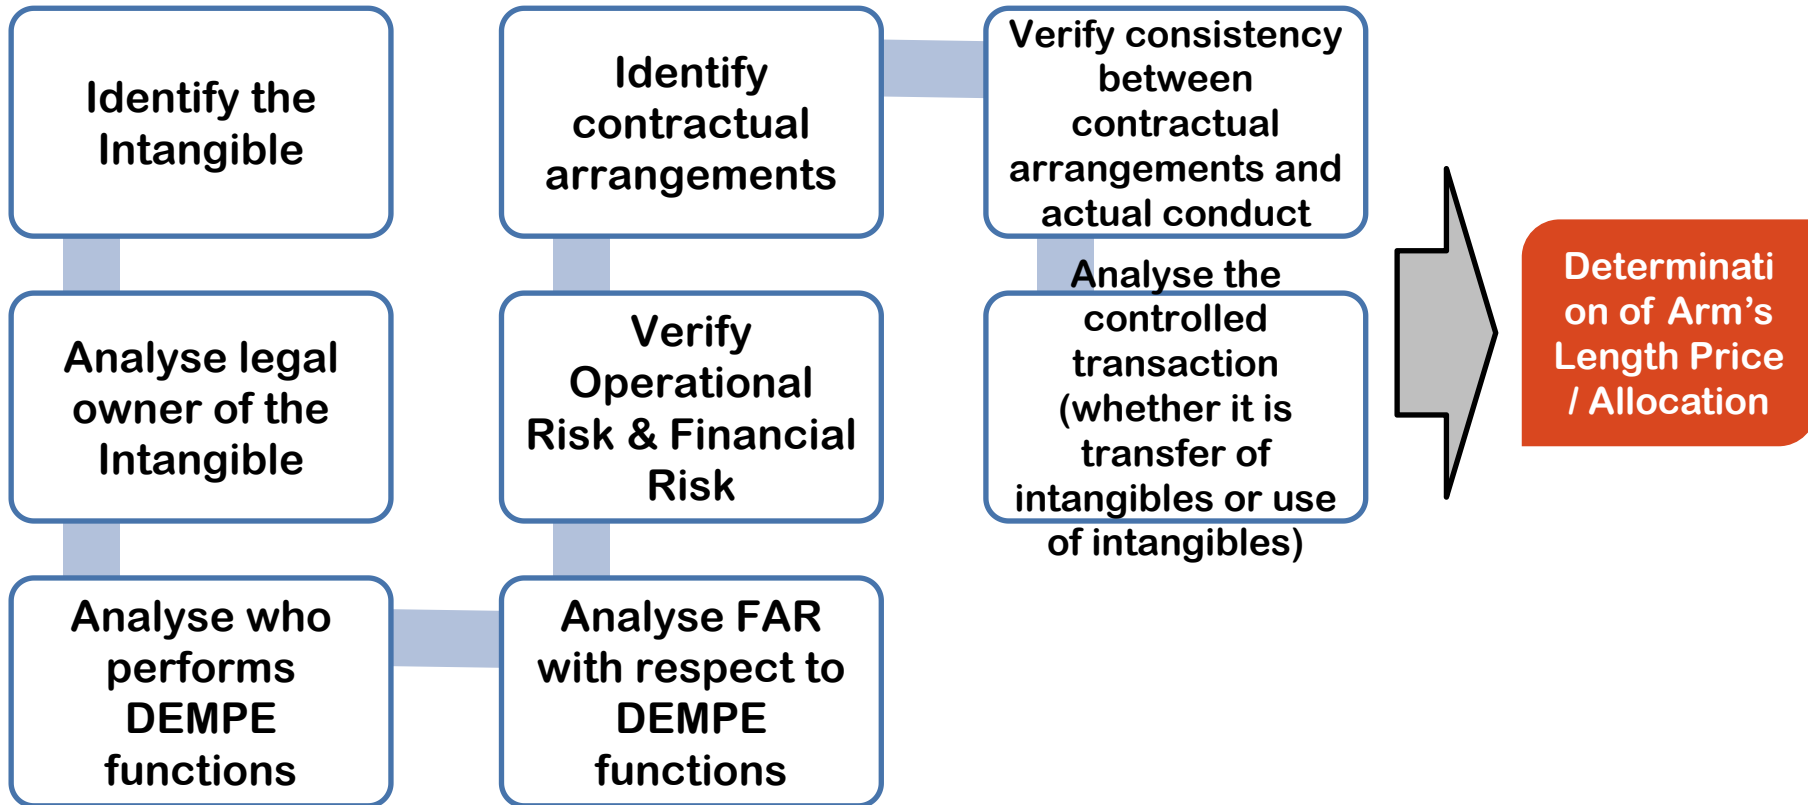 Identify the
Intangible
Analyse legal
owner of the
Intangible
Analyse who
performs
DEMPE
functions
Analyse FAR
with respect to
DEMPE
functions
Verify
Operational
Risk & Financial
Risk
Identify
contractual
arrangements
Verify consistency
between
contractual
arrangements and
actual conduct
Analyse the
controlled
transaction
(whether it is
transfer of
intangibles or use
of intangibles)
Determinati
on of Arm’s
Length Price
/ Allocation